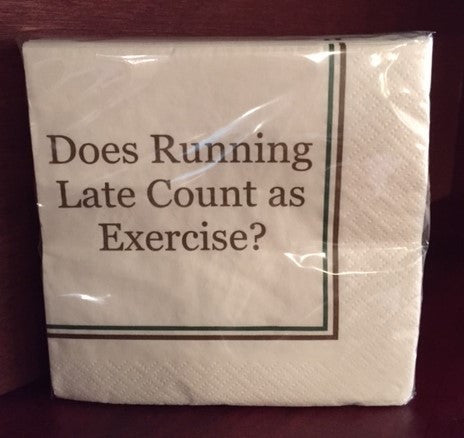 Does Running
Late Count as
Exercise?